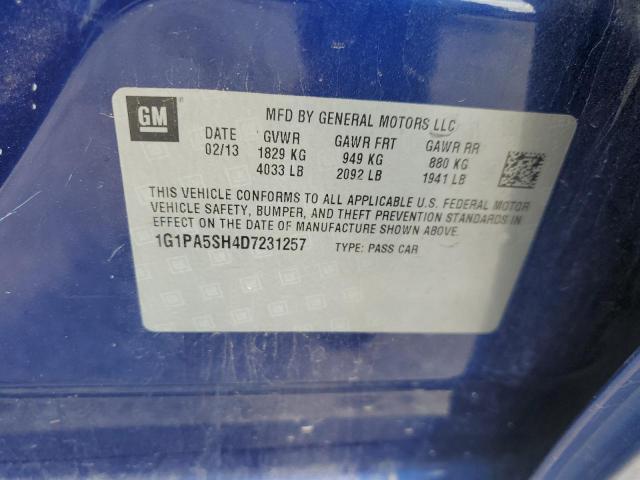 GM
MFD BY GENERAL MOTORS LLC
DATE GVWR GAWR FRT GAWR RR
02/13 1829 KG 949 KG 880 KG
4033 LB 2092 LB 1941 LB
THIS VEHICLE CONFORMS TO ALL APPLICABLE U.S. FEDERAL MOTOR
VEHICLE SAFETY, BUMPER, AND THEFT PREVENTION STANDARDS IN
EFFECT ON THE DATE OF MANUFACTURE SHOWN ABOVE.
1G1PA5SH4D7231257 TYPE: PASS CAR